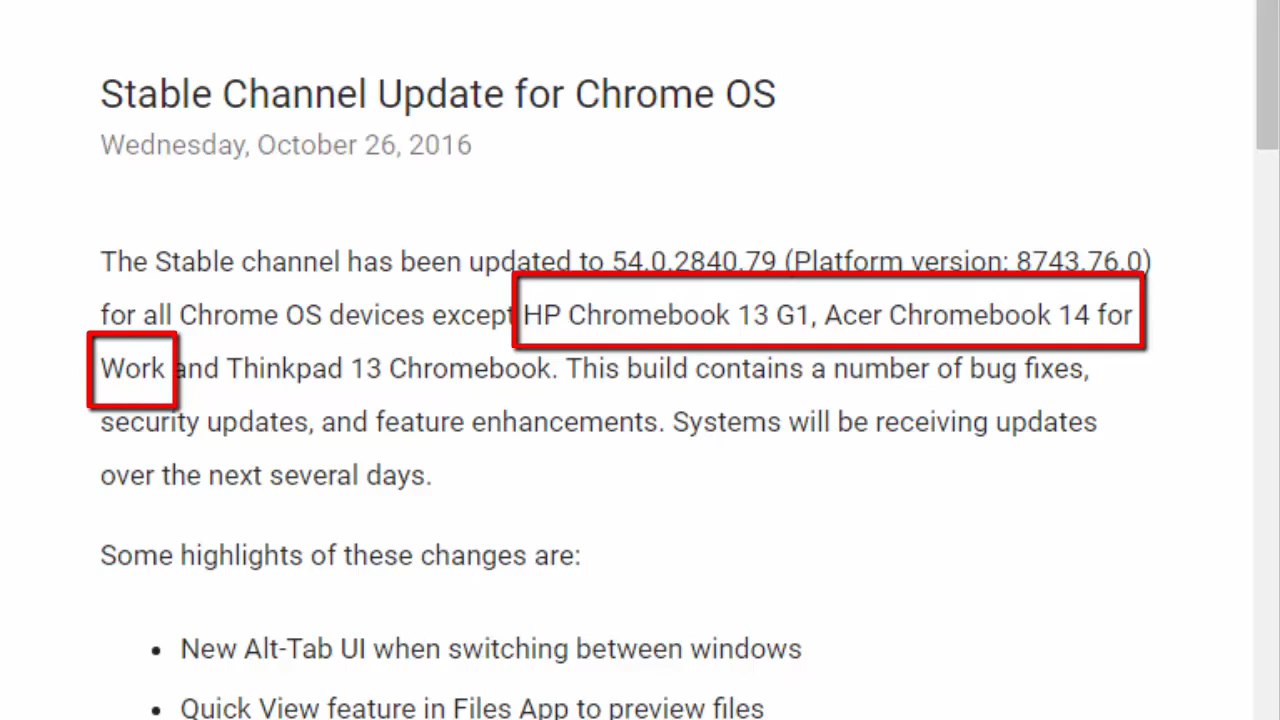 Stable Channel Update for Chrome OS
Wednesday, October 26, 2016
The Stable channel has been updated to 54.0.2840.79 (Platform version: 8743.76.0)
for all Chrome OS devices except HP Chromebook 13 G1, Acer Chromebook 14 for
Work and Thinkpad 13 Chromebook. This build contains a number of bug fixes,
security updates, and feature enhancements. Systems will be receiving updates
over the next several days.
Some highlights of these changes are:
• New Alt-Tab UI when switching between windows
• Quick View feature in Files App to preview files